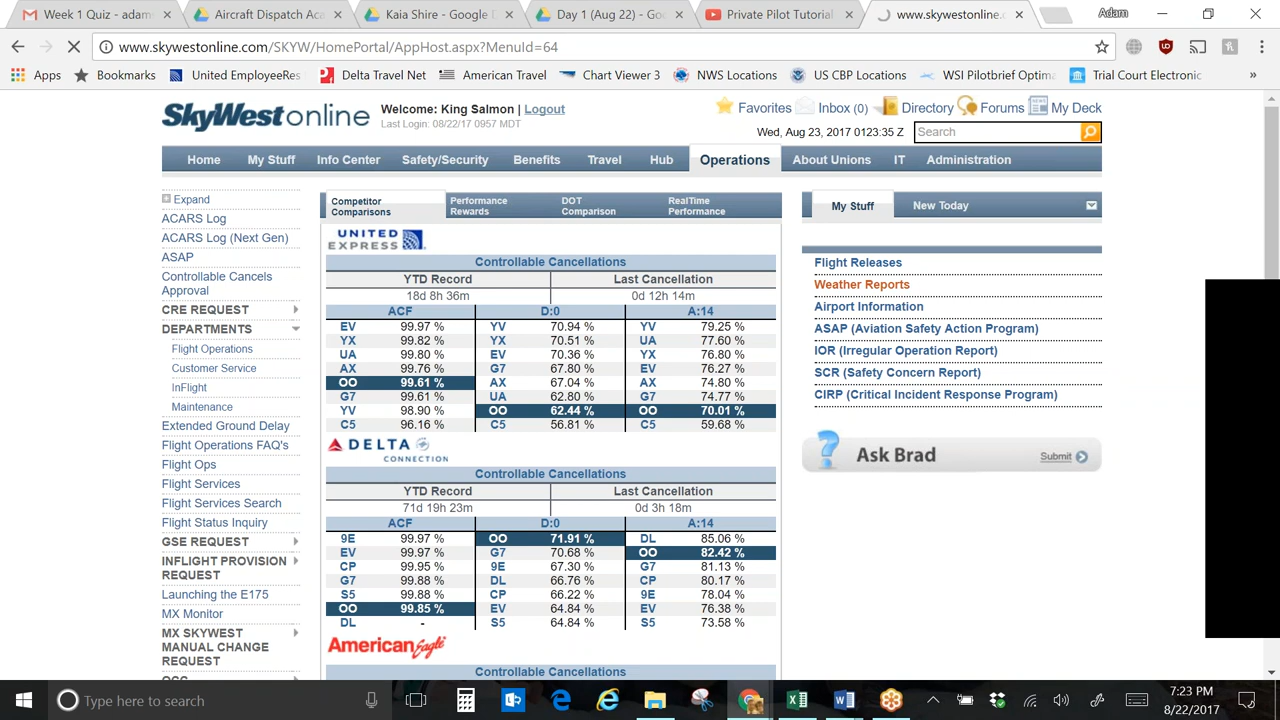 Week 1 Quiz - adam
Aircraft Dispatch Aca
Kaia Shire - Google D
Day 1 (Aug 22) - Goo
Private Pilot Tutorial
www.skywestonline.c
Adam
www.skywestonline.com/SKYW/HomePortal/AppHost.aspx?MenuId=64
Apps
Bookmarks
United EmployeeRes
Delta Travel Net
American Travel
Chart Viewer 3
NWS Locations
US CBP Locations
WSI Pilotbrief Optima
Trial Court Electronic
»
SkyWestonline
Welcome: King Salmon | Logout
Last Login: 08/22/17 0957 MDT
Favorites
Inbox (0)
Directory
Forums
My Deck
Wed, Aug 23, 2017 0123:35 Z
Search
Home
My Stuff
Info Center
Safety/Security
Benefits
Travel
Hub
Operations
About Unions
IT
Administration
Expand
ACARS Log
ACARS Log (Next Gen)
ASAP
Controllable Cancels
Approval
CRE REQUEST
DEPARTMENTS
Flight Operations
Customer Service
InFlight
Maintenance
Extended Ground Delay
Flight Operations FAQ's
Flight Ops
Flight Services
Flight Services Search
Flight Status Inquiry
GSE REQUEST
INFLIGHT PROVISION
REQUEST
Launching the E175
MX Monitor
MX SKYWEST
MANUAL CHANGE
REQUEST
Competitor
Comparisons
Performance
Rewards
DOT
Comparison
RealTime
Performance
UNITED
EXPRESS
Controllable Cancellations
YTD Record Last Cancellation
18d 8h 36m 0d 12h 14m
ACF D:0 A:14
EV 99.97 % YV 70.94 % YV 79.25 %
YX 99.82 % YX 70.51 % UA 77.60 %
UA 99.80 % EV 70.36 % YX 76.80 %
AX 99.76 % G7 67.80 % EV 76.27 %
OO 99.61 % AX 67.04 % AX 74.80 %
G7 99.61 % UA 62.80 % G7 74.77 %
YV 98.90 % OO 62.44 % OO 70.01 %
C5 96.16 % C5 56.81 % C5 59.68 %
DELTA
CONNECTION
Controllable Cancellations
YTD Record Last Cancellation
71d 19h 23m 0d 3h 18m
ACF D:0 A:14
9E 99.97 % OO 71.91 % DL 85.06 %
EV 99.97 % G7 70.68 % OO 82.42 %
CP 99.95 % 9E 67.30 % G7 81.13 %
G7 99.88 % DL 66.76 % CP 80.17 %
S5 99.88 % CP 66.22 % 9E 78.04 %
OO 99.85 % EV 64.84 % EV 76.38 %
DL - S5 64.84 % S5 73.58 %
American Eagle
Controllable Cancellations
My Stuff
New Today
Flight Releases
Weather Reports
Airport Information
ASAP (Aviation Safety Action Program)
IOR (Irregular Operation Report)
SCR (Safety Concern Report)
CIRP (Critical Incident Response Program)
Ask Brad
Submit
Type here to search
7:23 PM
8/22/2017